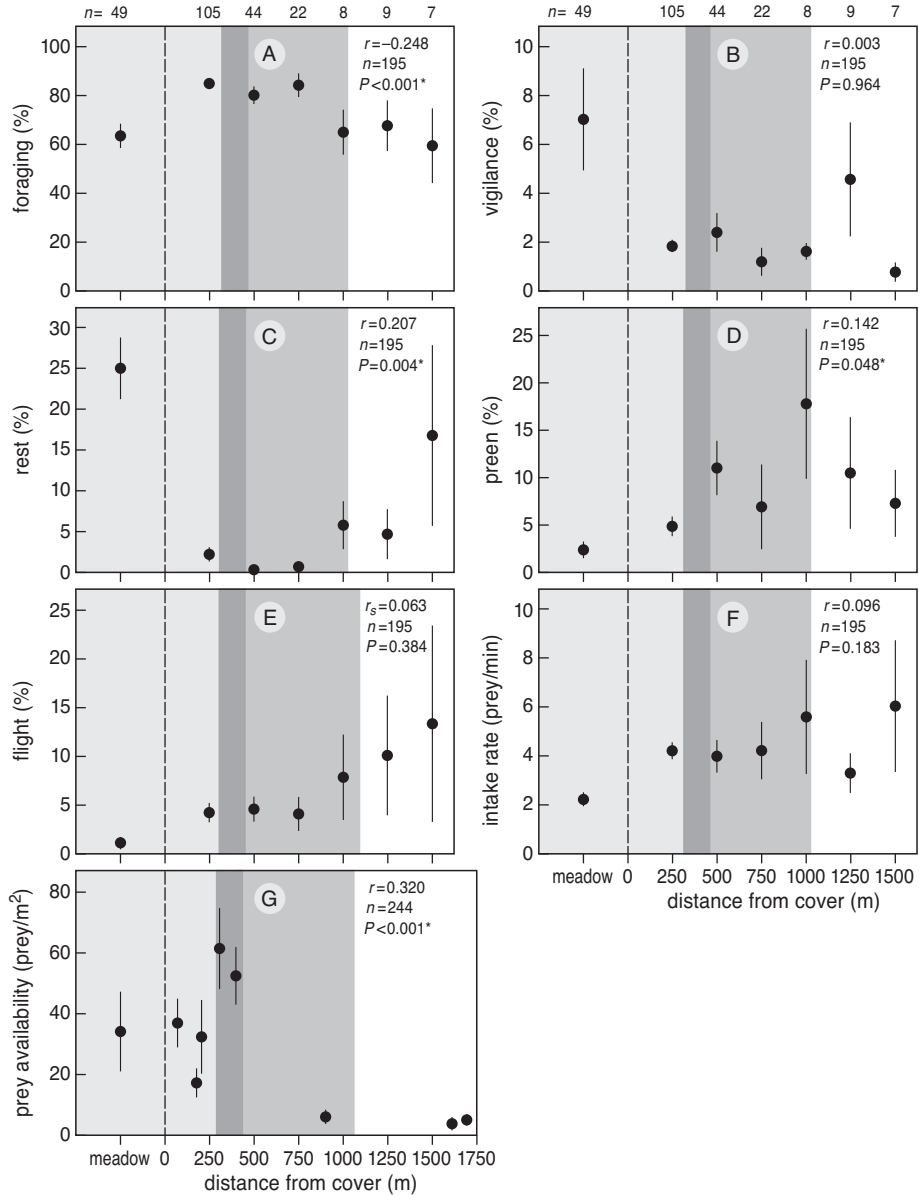 n= 49 105 44 22 8 9 7
n= 49 105 44 22 8 9 7
A
r=–0.248
n=195
P<0.001*
foraging (%)
100
80
60
40
20
0
B
r=0.003
n=195
P=0.964
vigilance (%)
10
8
6
4
2
0
C
r=0.207
n=195
P=0.004*
rest (%)
30
25
20
15
10
5
0
D
r=0.142
n=195
P=0.048*
preen (%)
25
20
15
10
5
0
E
rs=0.063
n=195
P=0.384
flight (%)
25
20
15
10
5
0
F
r=0.096
n=195
P=0.183
intake rate (prey/min)
10
8
6
4
2
0
meadow 0 250 500 750 1000 1250 1500
distance from cover (m)
G
r=0.320
n=244
P<0.001*
prey availability (prey/m2)
80
60
40
20
0
meadow 0 250 500 750 1000 1250 1500 1750
distance from cover (m)